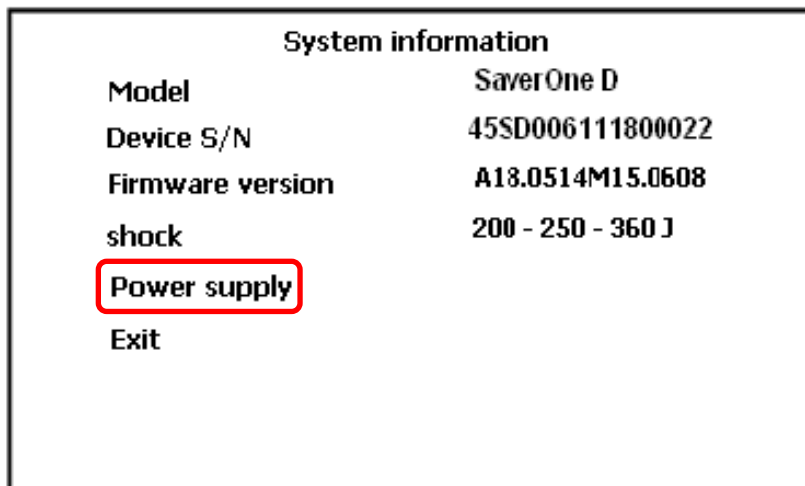 System information
Model SaverOne D
Device S/N 45SD006111800022
Firmware version A18.0514M15.0608
shock 200 - 250 - 360 J
Power supply
Exit